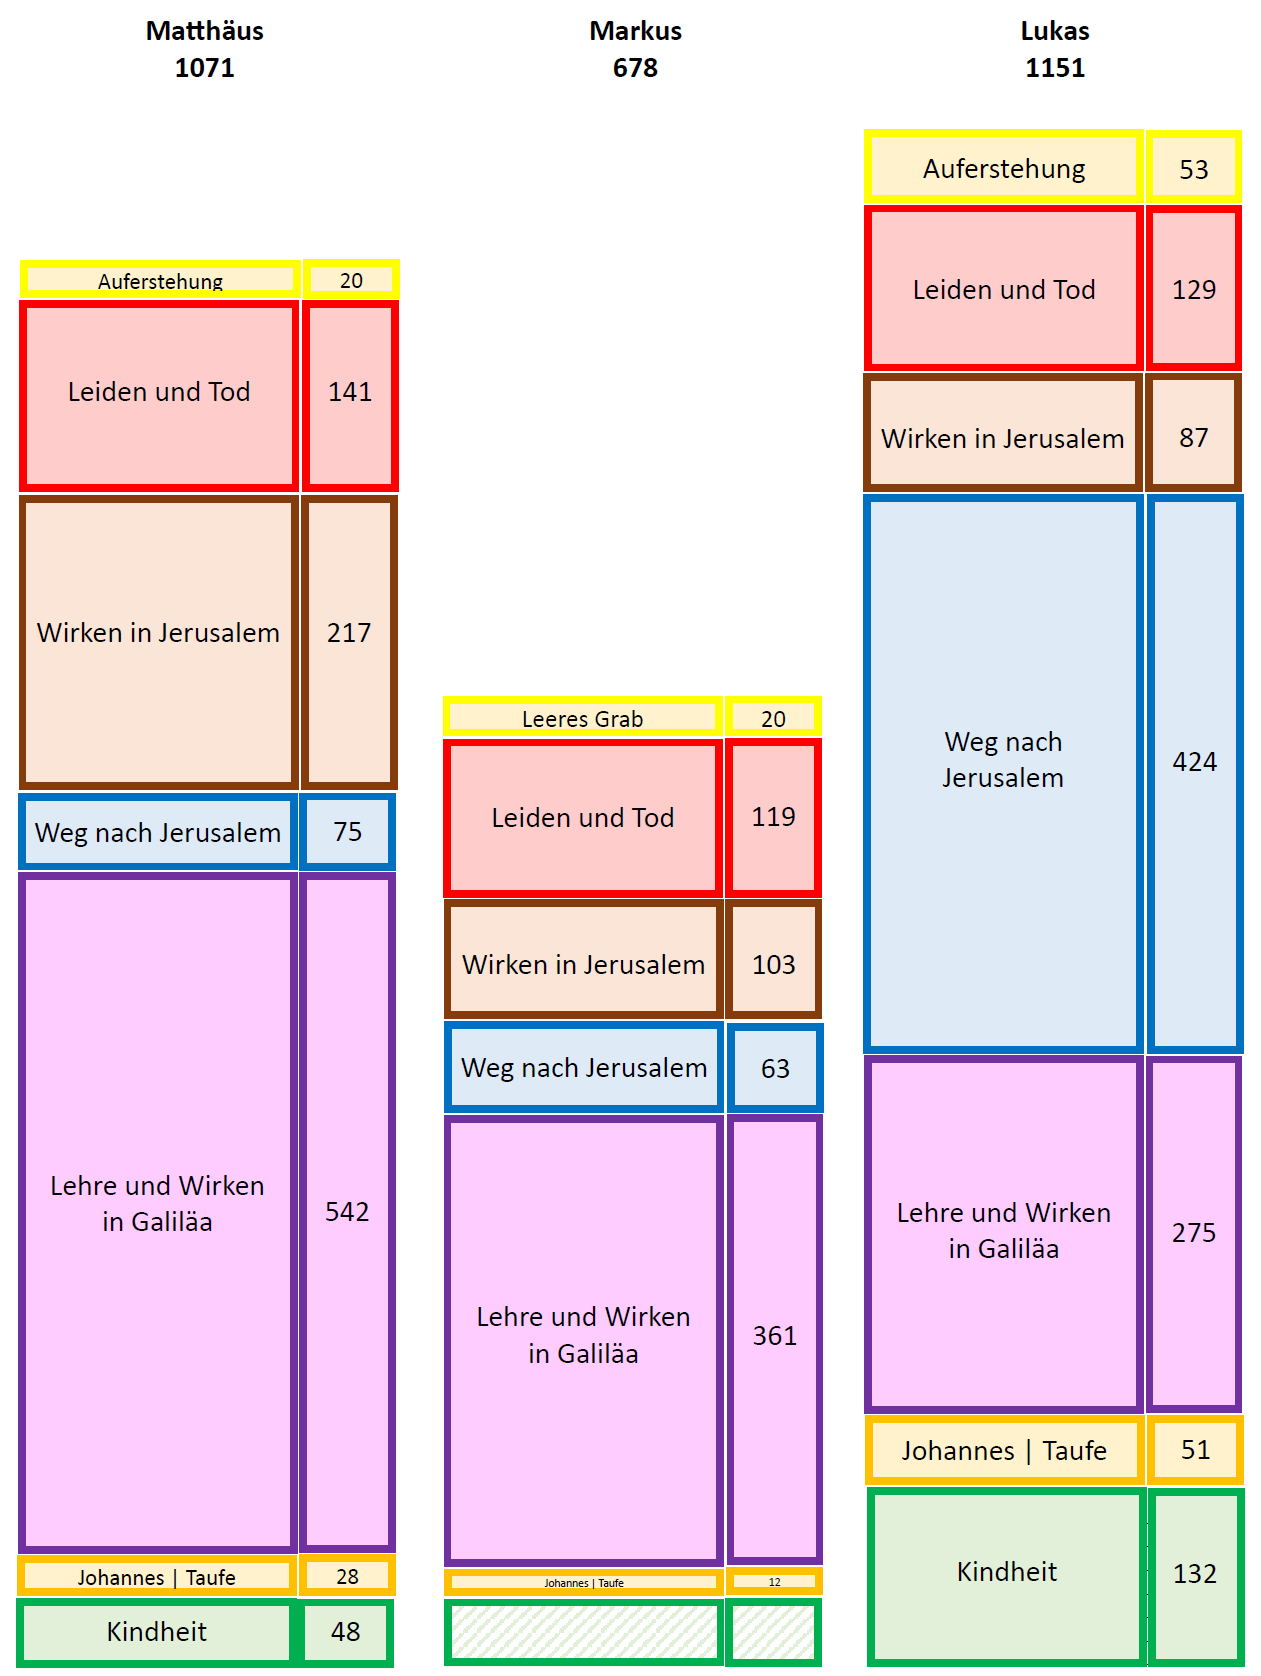 Matthäus
1071
Auferstehung 20
Leiden und Tod 141
Wirken in Jerusalem 217
Weg nach Jerusalem 75
Lehre und Wirken
in Galiläa
542
Johannes | Taufe 28
Kindheit 48
Markus
678
Leeres Grab 20
Leiden und Tod 119
Wirken in Jerusalem 103
Weg nach Jerusalem 63
Lehre und Wirken
in Galiläa
361
Johannes | Taufe 12
Lukas
1151
Auferstehung 53
Leiden und Tod 129
Wirken in Jerusalem 87
Weg nach
Jerusalem
424
Lehre und Wirken
in Galiläa
275
Johannes | Taufe 51
Kindheit 132